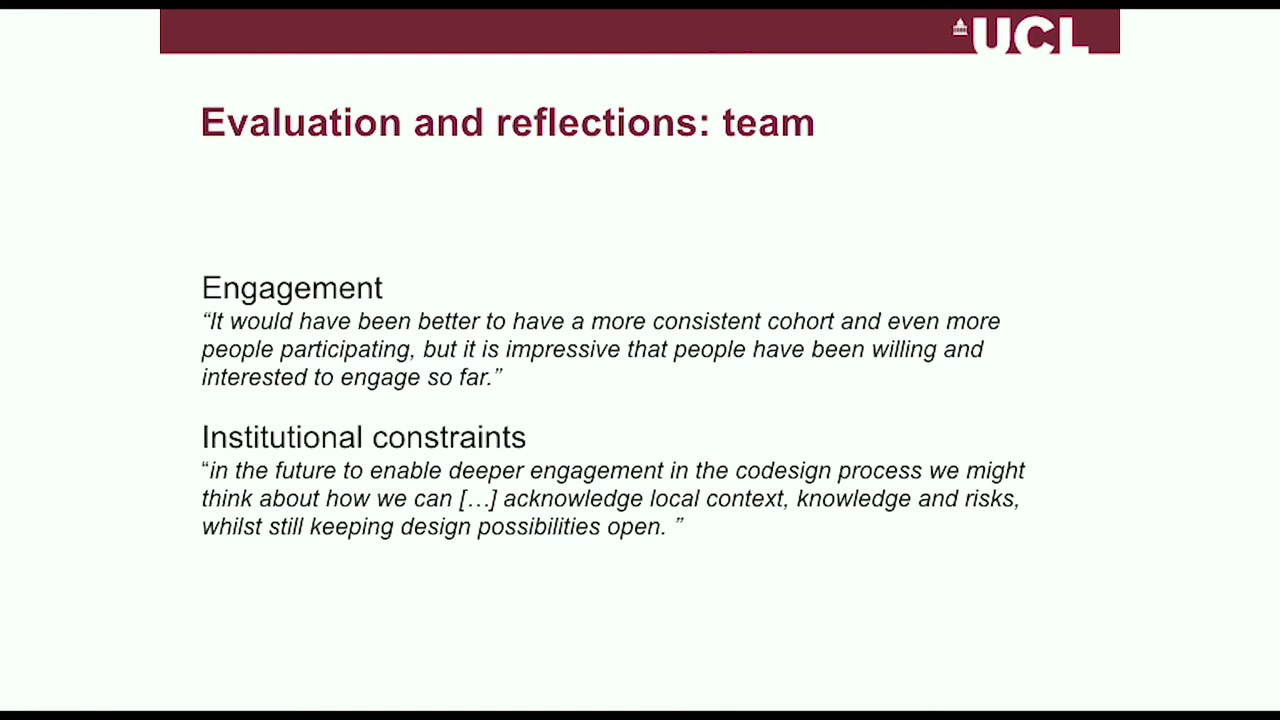 UCL
Evaluation and reflections: team
Engagement
“It would have been better to have a more consistent cohort and even more
people participating, but it is impressive that people have been willing and
interested to engage so far.”
Institutional constraints
“in the future to enable deeper engagement in the codesign process we might
think about how we can […] acknowledge local context, knowledge and risks,
whilst still keeping design possibilities open. ”